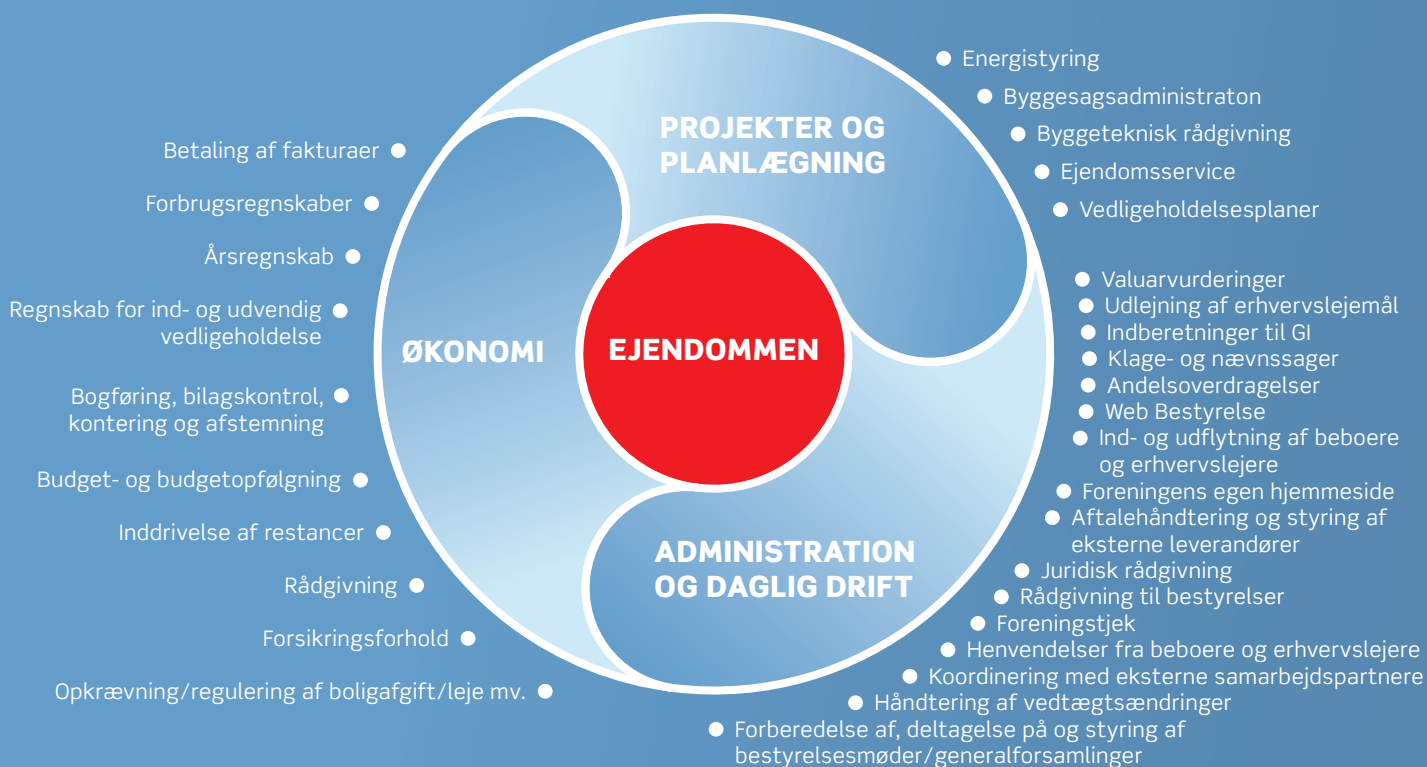 PROJEKTER OG
PLANLÆGNING
ØKONOMI
EJENDOMMEN
ADMINISTRATION
OG DAGLIG DRIFT
Betaling af fakturaer
Forbrugsregnskaber
Årsregnskab
Regnskab for ind- og udvendig
vedligeholdelse
Bogføring, bilagskontrol,
kontering og afstemning
Budget- og budgetopfølgning
Inddrivelse af restancer
Rådgivning
Forsikringsforhold
Opkrævning/regulering af boligafgift/leje mv.
Energistyring
Byggesagsadministraton
Byggeteknisk rådgivning
Ejendomsservice
Vedligeholdelsesplaner
Valuarvurderinger
Udlejning af erhvervslejemål
Indberetninger til GI
Klage- og nævnssager
Andelsoverdragelser
Web Bestyrelse
Ind- og udflytning af beboere
og erhvervslejere
Foreningens egen hjemmeside
Aftalehåndtering og styring af
eksterne leverandører
Juridisk rådgivning
Rådgivning til bestyrelser
Foreningstjek
Henvendelser fra beboere og erhvervslejere
Koordinering med eksterne samarbejdspartnere
Håndtering af vedtægtsændringer
Forberedelse af, deltagelse på og styring af
bestyrelsesmøder/generalforsamlinger